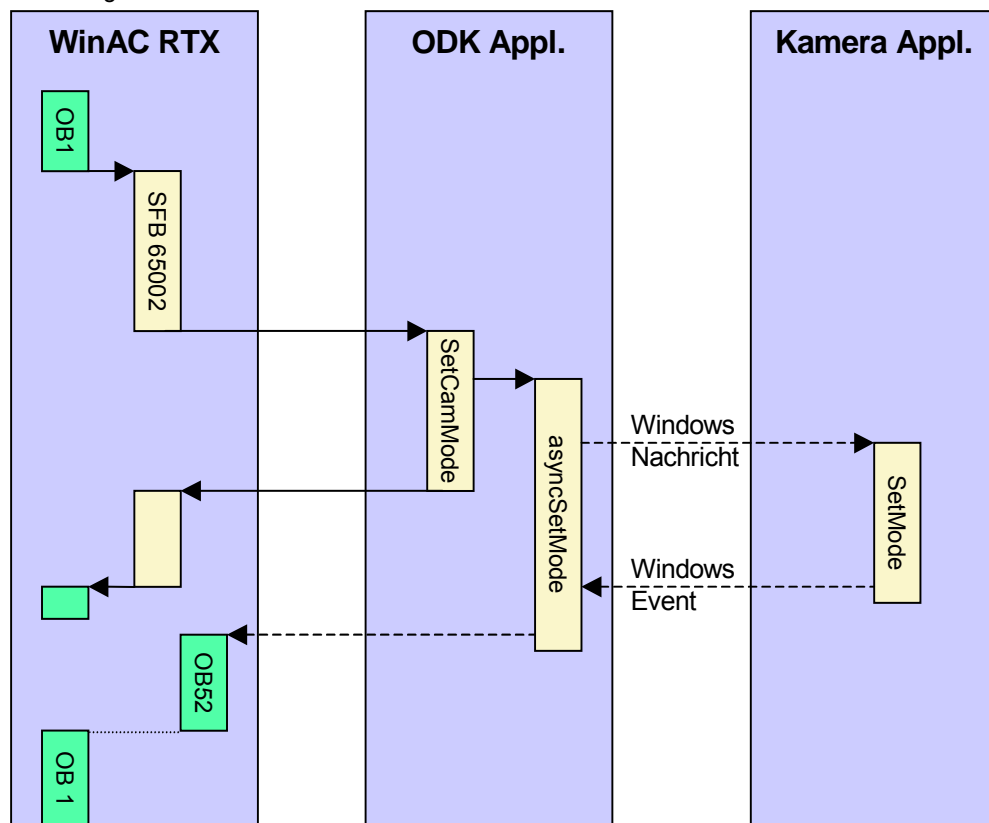 WinAC RTX
ODK Appl.
Kamera Appl.
OB1
SFB 65002
SetCamMode
asyncSetMode
Windows
Nachricht
SetMode
Windows
Event
OB52
OB 1